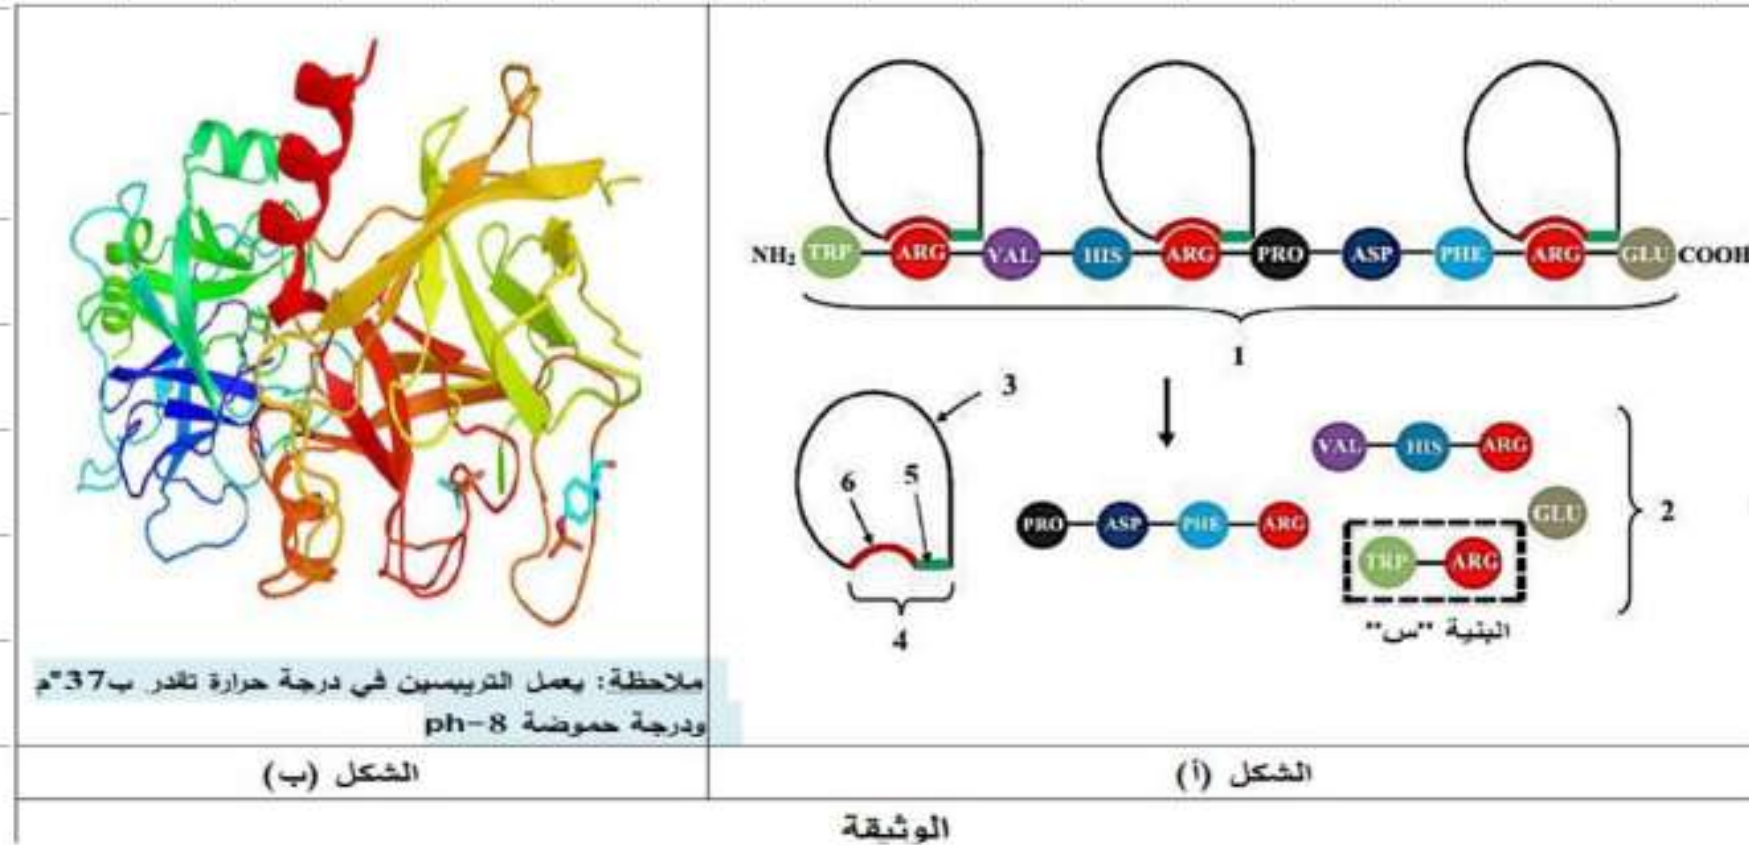 NH₂ TRP ARG VAL HIS ARG PRO ASP PHE ARG GLU COOH
1
3
6
5
4
VAL HIS ARG
PRO ASP PHE ARG
GLU
TRP ARG
2
البنية "س"
ملاحظة: يعمل التريبسين في درجة حرارة تقدر ب37°م
ودرجة حموضة ph-8
الشكل (أ)
الشكل (ب)
الوثيقة